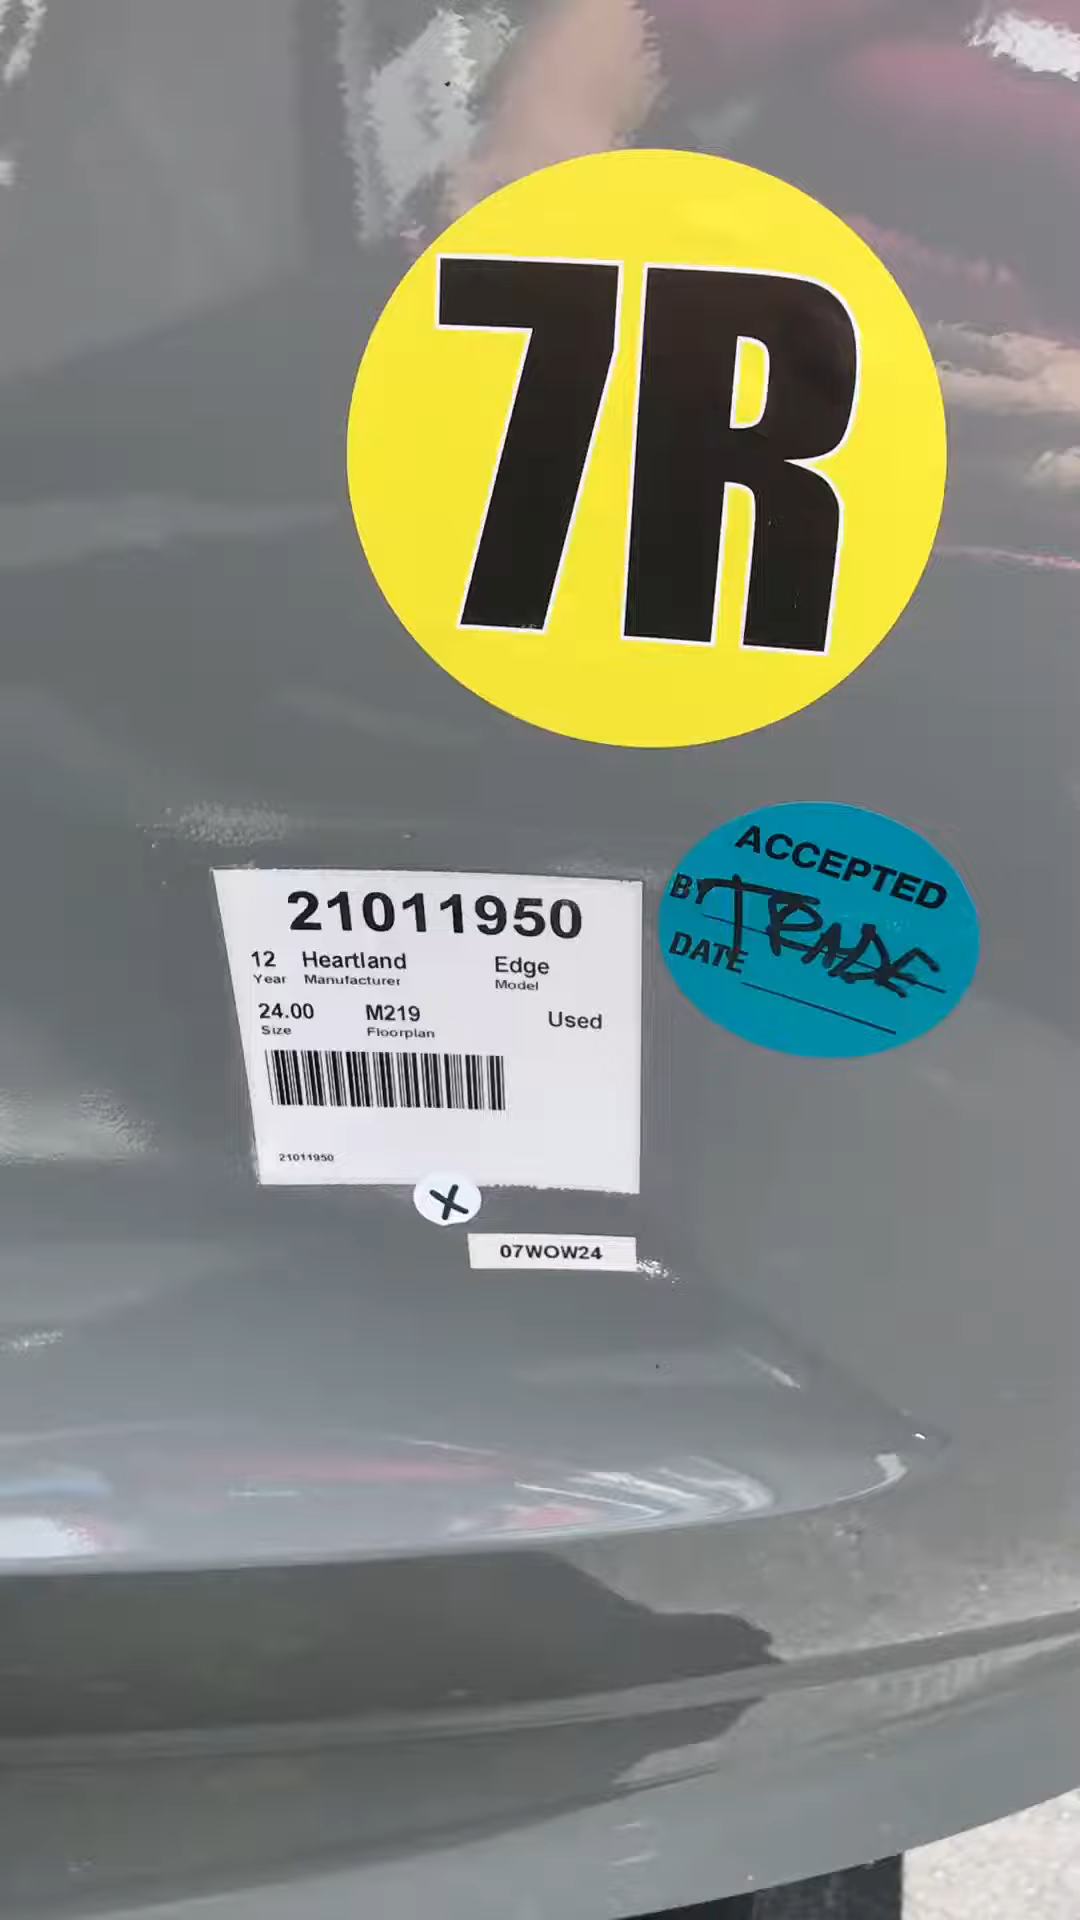 7R
ACCEPTED
BY TRADE
DATE
21011950
12 Heartland Edge
Year Manufacturer Model
24.00 M219 Used
Size Floorplan
21011950
X
07WOW24